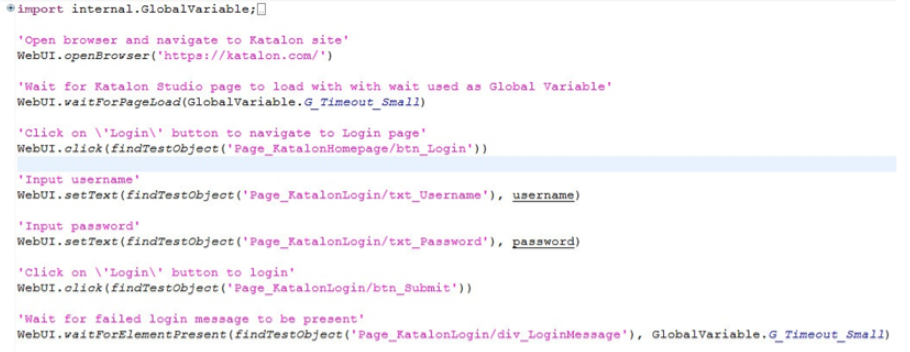 import internal.GlobalVariable;
'Open browser and navigate to Katalon site'
WebUI.openBrowser('https://katalon.com/')
'Wait for Katalon Studio page to load with with wait used as Global Variable'
WebUI.waitForPageLoad(GlobalVariable.G_Timeout_Small)
'Click on \'Login\' button to navigate to Login page'
WebUI.click(findTestObject('Page_KatalonHomepage/btn_Login'))
'Input username'
WebUI.setText(findTestObject('Page_KatalonLogin/txt_Username'), username)
'Input password'
WebUI.setText(findTestObject('Page_KatalonLogin/txt_Password'), password)
'Click on \'Login\' button to login'
WebUI.click(findTestObject('Page_KatalonLogin/btn_Submit'))
'Wait for failed login message to be present'
WebUI.waitForElementPresent(findTestObject('Page_KatalonLogin/div_LoginMessage'), GlobalVariable.G_Timeout_Small)